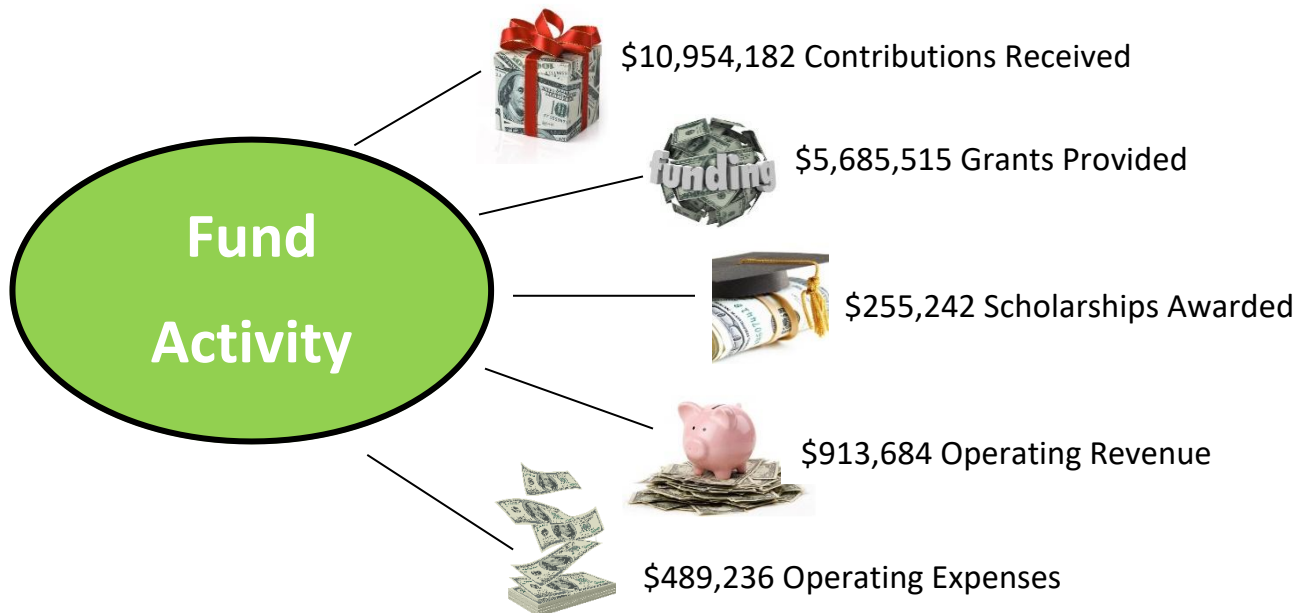 $10,954,182 Contributions Received
funding
$5,685,515 Grants Provided
Fund
Activity
$255,242 Scholarships Awarded
$913,684 Operating Revenue
$489,236 Operating Expenses